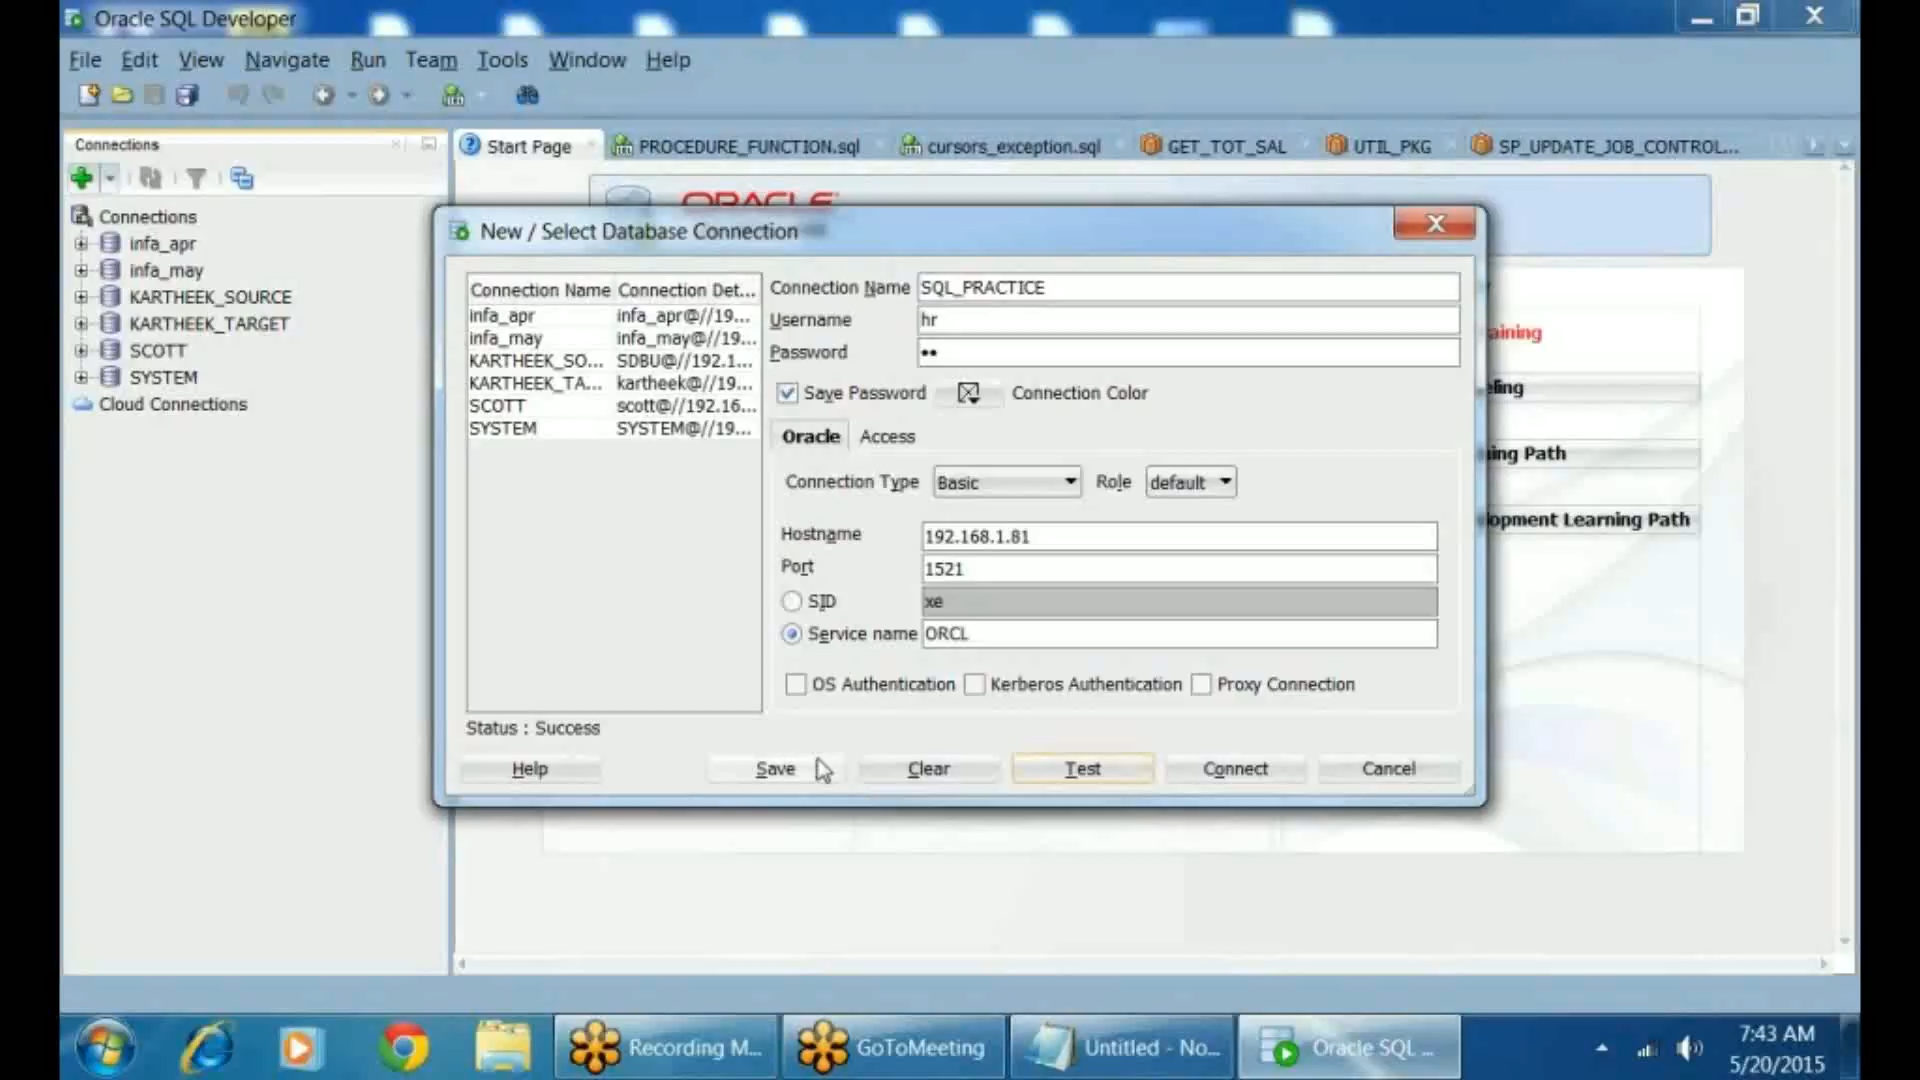 Oracle SQL Developer
File Edit View Navigate Run Team Tools Window Help
Connections
Start Page
PROCEDURE_FUNCTION.sql
cursors_exception.sql
GET_TOT_SAL
UTIL_PKG
SP_UPDATE_JOB_CONTROL...
Connections
infa_apr
infa_may
KARTHEEK_SOURCE
KARTHEEK_TARGET
SCOTT
SYSTEM
Cloud Connections
ORACLE
New / Select Database Connection
Connection Name Connection Det...
infa_apr infa_apr@//19...
infa_may infa_may@//19...
KARTHEEK_SO... SDBU@//192.1...
KARTHEEK_TA... kartheek@//19...
SCOTT scott@//192.16...
SYSTEM SYSTEM@//19...
Connection Name SQL_PRACTICE
Username hr
Password ••
Save Password Connection Color
Oracle Access
Connection Type Basic Role default
Hostname 192.168.1.81
Port 1521
SID xe
Service name ORCL
OS Authentication Kerberos Authentication Proxy Connection
Status : Success
Help Save Clear Test Connect Cancel
aining
eling
ning Path
lopment Learning Path
Recording M...
GoToMeeting
Untitled - No...
Oracle SQL ...
7:43 AM
5/20/2015